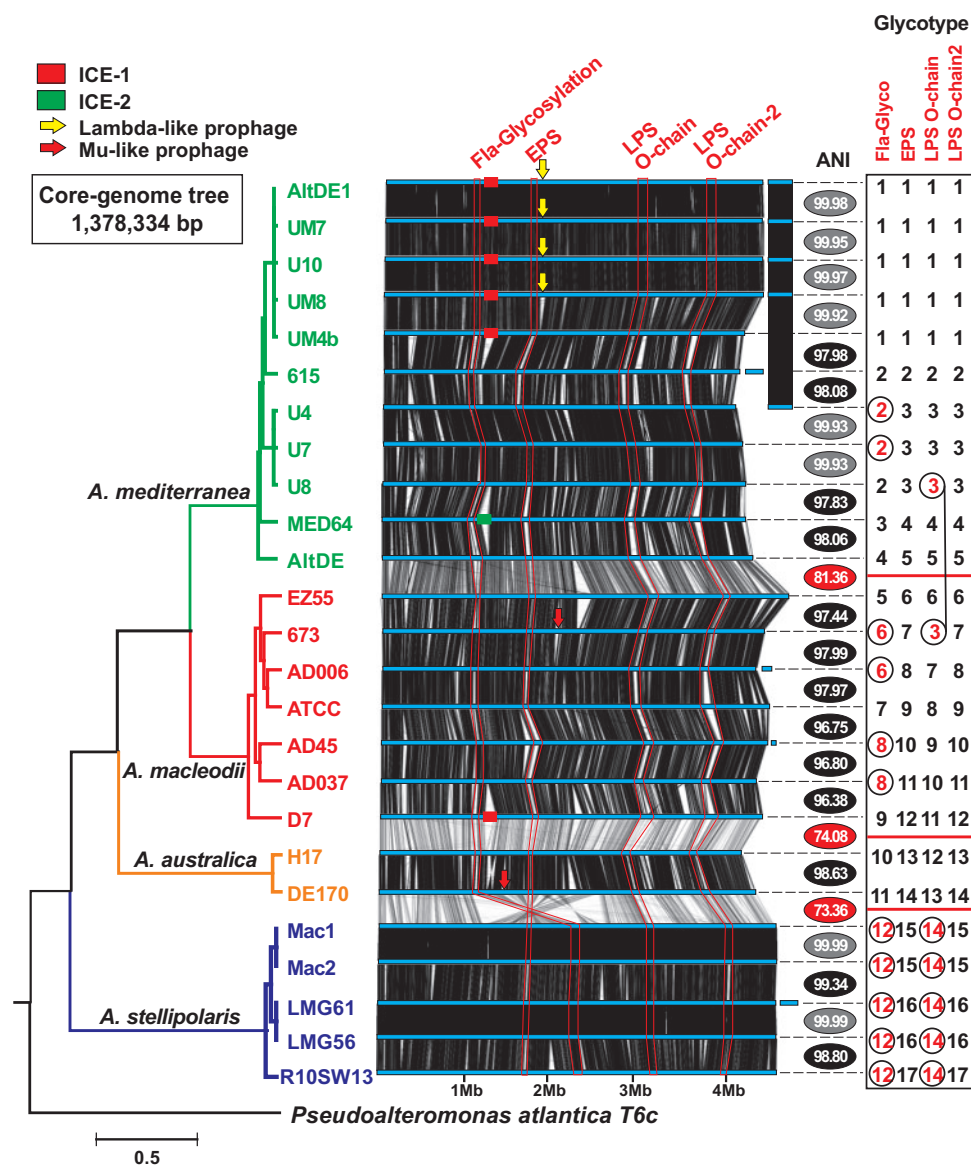 Glycotype
ICE-1
ICE-2
Lambda-like prophage
Mu-like prophage
Fla-Glycosylation
EPS
LPS
O-chain
LPS
O-chain-2
ANI
Fla-Glyco
EPS
LPS O-chain
LPS O-chain2
Core-genome tree
1,378,334 bp
AltDE1 1 1 1 1
99.98
UM7 1 1 1 1
99.95
U10 1 1 1 1
99.97
UM8 1 1 1 1
99.92
UM4b 1 1 1 1
97.98
615 2 2 2 2
98.08
U4 2 3 3 3
99.93
U7 2 3 3 3
99.93
U8 2 3 3 3
A. mediterranea
97.83
MED64 3 4 4 4
98.06
AltDE 4 5 5 5
81.36
EZ55 5 6 6 6
97.44
673 6 7 3 7
97.99
AD006 6 8 7 8
97.97
ATCC 7 9 8 9
96.75
AD45 8 10 9 10
A. macleodii
96.80
AD037 8 11 10 11
96.38
D7 9 12 11 12
74.08
H17 10 13 12 13
A. australica
98.63
DE170 11 14 13 14
73.36
Mac1 12 15 14 15
99.99
Mac2 12 15 14 15
99.34
LMG61 12 16 14 16
A. stellipolaris
99.99
LMG56 12 16 14 16
98.80
R10SW13 12 17 14 17
1Mb 2Mb 3Mb 4Mb
Pseudoalteromonas atlantica T6c
0.5